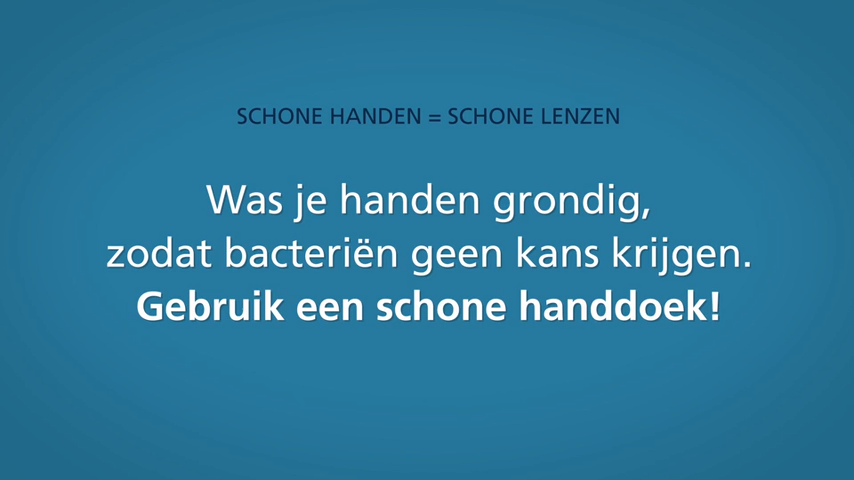 SCHONE HANDEN = SCHONE LENZEN
Was je handen grondig,
zodat bacteriën geen kans krijgen.
Gebruik een schone handdoek!